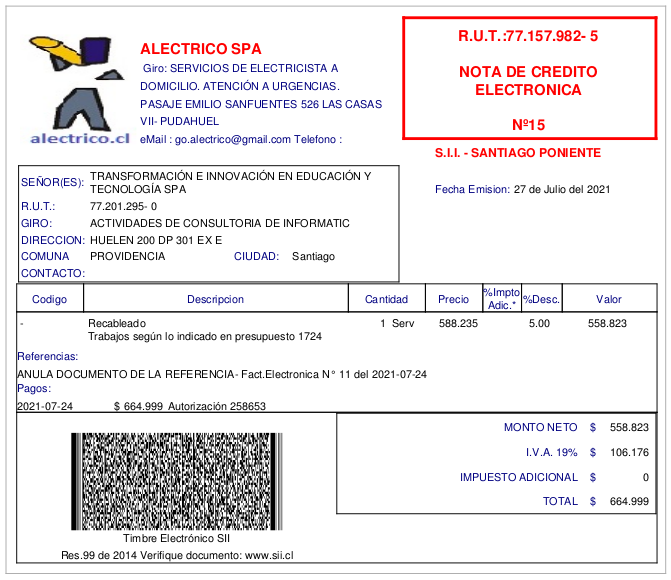 alectrico.cl
ALECTRICO SPA
Giro: SERVICIOS DE ELECTRICISTA A
DOMICILIO. ATENCIÓN A URGENCIAS.
PASAJE EMILIO SANFUENTES 526 LAS CASAS
VII- PUDAHUEL
eMail : go.alectrico@gmail.com Telefono :
R.U.T.:77.157.982- 5
NOTA DE CREDITO
ELECTRONICA
Nº15
S.I.I. - SANTIAGO PONIENTE
Fecha Emision: 27 de Julio del 2021
SEÑOR(ES): TRANSFORMACIÓN E INNOVACIÓN EN EDUCACIÓN Y
TECNOLOGÍA SPA
R.U.T.: 77.201.295- 0
GIRO: ACTIVIDADES DE CONSULTORIA DE INFORMATIC
DIRECCION: HUELEN 200 DP 301 EX E
COMUNA PROVIDENCIA CIUDAD: Santiago
CONTACTO:
Codigo Descripcion Cantidad Precio %Impto Adic.* %Desc. Valor
- Recableado 1 Serv 588.235 5.00 558.823
Trabajos según lo indicado en presupuesto 1724
Referencias:
ANULA DOCUMENTO DE LA REFERENCIA- Fact.Electronica N° 11 del 2021-07-24
Pagos:
2021-07-24 $ 664.999 Autorización 258653
MONTO NETO $ 558.823
I.V.A. 19% $ 106.176
IMPUESTO ADICIONAL $ 0
TOTAL $ 664.999
Timbre Electrónico SII
Res.99 de 2014 Verifique documento: www.sii.cl